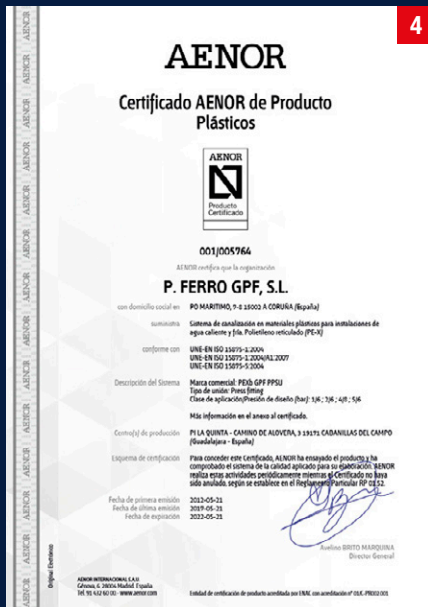 4
AENOR
Certificado AENOR de Producto
Plásticos
AENOR
N
Producto
Certificado
001/005764
AENOR certifica que la organización
P. FERRO GPF, S.L.
con domicilio social en PO MARITIMO, 7-8 15002 A CORUÑA (España)
suministra Sistema de canalización en materiales plásticos para instalaciones de
agua caliente y fría. Polietileno reticulado (PE-X)
conforme con UNE-EN ISO 15875-1:2004
UNE-EN ISO 15875-1:2004/A1:2007
UNE-EN ISO 15875-5:2004
Descripción del Sistema Marca comercial: PEXb GPF PPSU
Tipo de unión: Press fitting
Clase de aplicación/Presión de diseño (bar): 1/6 ; 2/6 ; 4/8 ; 5/6
Más información en el anexo al certificado.
Centro(s) de producción PI LA QUINTA - CAMINO DE ALOVERA, 3 19171 CABANILLAS DEL CAMPO
(Guadalajara - España)
Esquema de certificación Para conceder este Certificado, AENOR ha ensayado el producto y ha
comprobado el sistema de la calidad aplicado para su elaboración. AENOR
realiza estas actividades periódicamente mientras el Certificado no haya
sido anulado, según se establece en el Reglamento Particular RP 01.52.
Fecha de primera emisión 2012-05-21
Fecha de última emisión 2017-05-21
Fecha de expiración 2022-05-21
Avelino BRITO MARQUINA
Director General
Original Electrónico
AENOR INTERNACIONAL S.A.U.
Génova, 6. 28004 Madrid. España
Tel. 91 432 60 00.- www.aenor.com
Entidad de certificación de producto acreditada por ENAC con acreditación nº 01/C-PR002.001